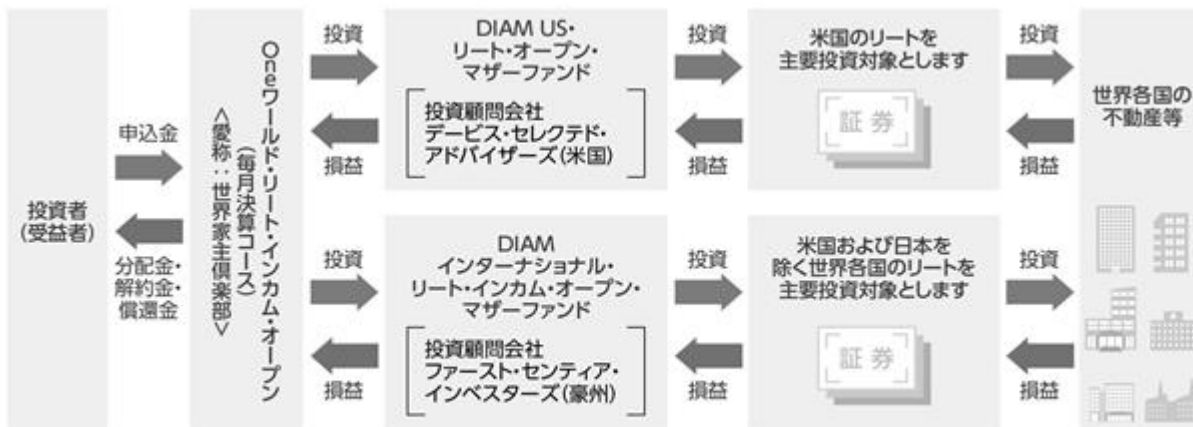 投資者
(受益者)
申込金
分配金・
解約金・
償還金
Oneワールド・リート・インカム・オープン
(毎月決算コース)
<愛称：世界家主倶楽部>
投資
損益
DIAM US・
リート・オープン・
マザーファンド
投資顧問会社
デービス・セレクテド・
アドバイザーズ(米国)
投資
損益
米国のリートを
主要投資対象とします
証券
投資
損益
投資
損益
DIAM
インターナショナル・
リート・インカム・オープン・
マザーファンド
投資顧問会社
ファースト・センティア・
インベスターズ(豪州)
投資
損益
米国および日本を
除く世界各国のリートを
主要投資対象とします
証券
投資
損益
世界各国の
不動産等